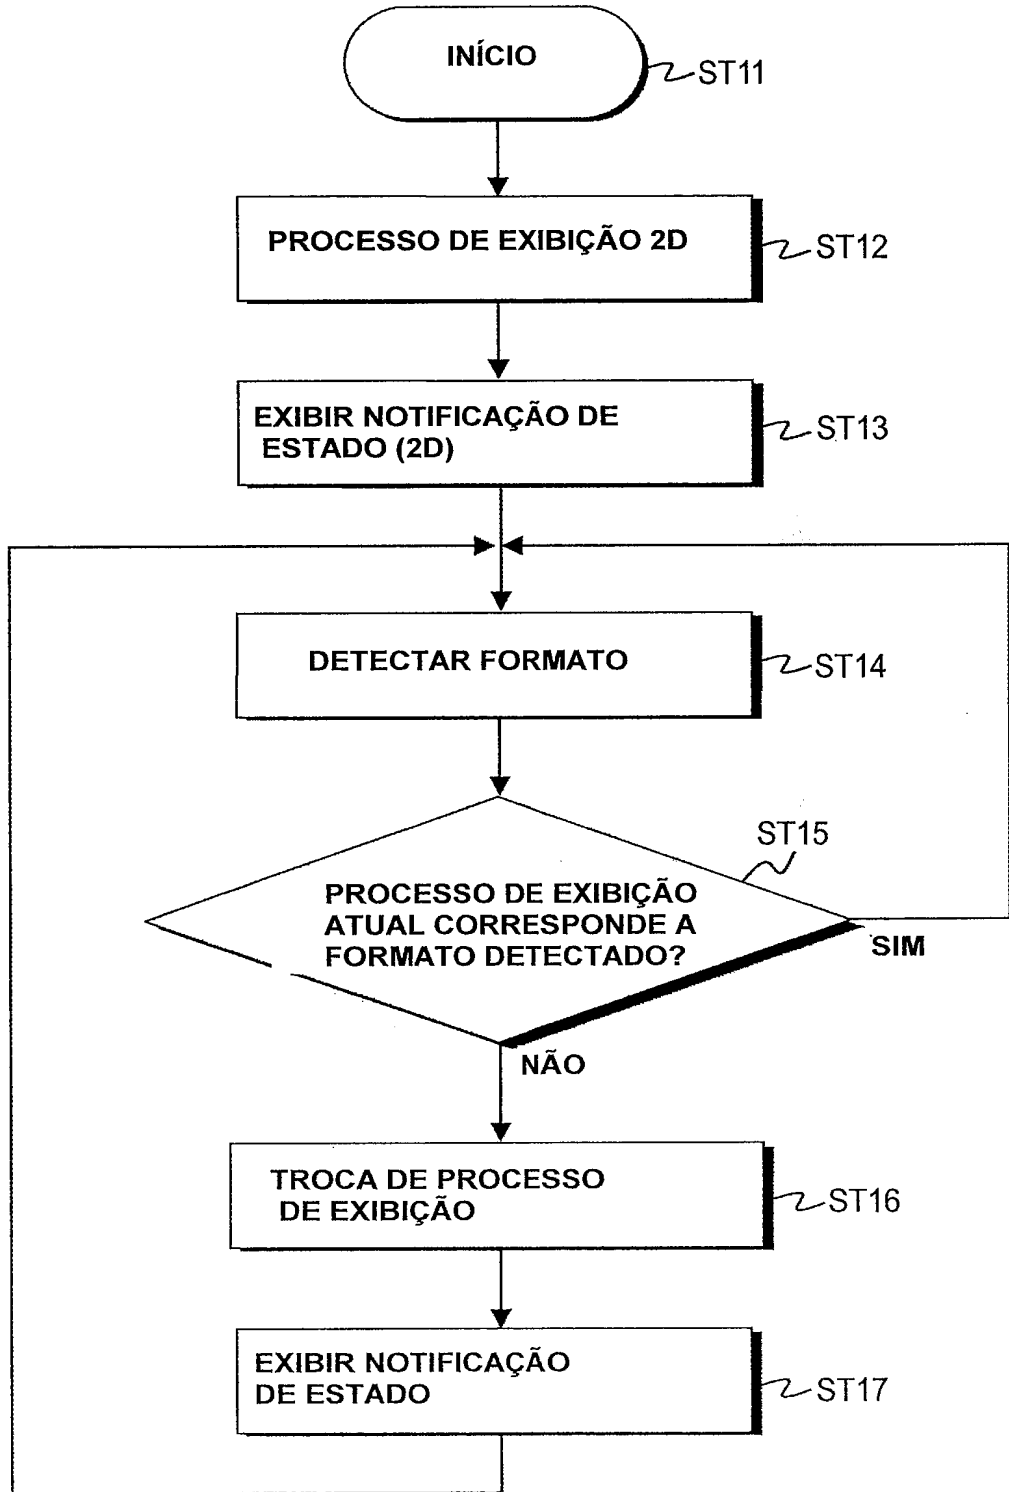 INÍCIO
ST11
PROCESSO DE EXIBIÇÃO 2D
ST12
EXIBIR NOTIFICAÇÃO DE
ESTADO (2D)
ST13
DETECTAR FORMATO
ST14
ST15
PROCESSO DE EXIBIÇÃO
ATUAL CORRESPONDE A
FORMATO DETECTADO?
SIM
NÃO
TROCA DE PROCESSO
DE EXIBIÇÃO
ST16
EXIBIR NOTIFICAÇÃO
DE ESTADO
ST17